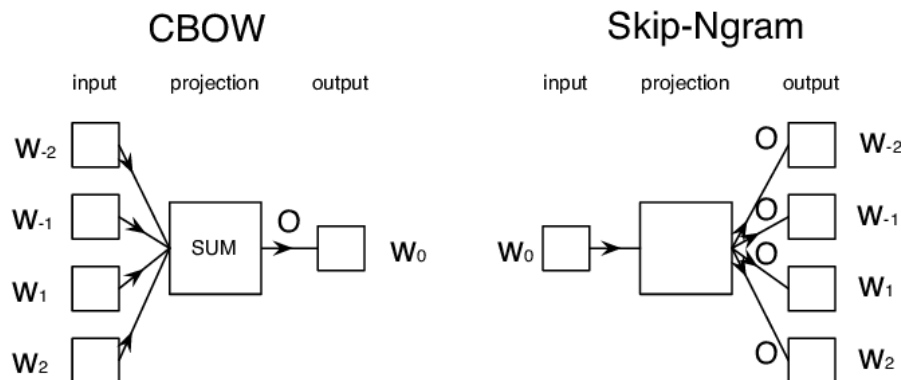 CBOW
Skip-Ngram
input projection output
input projection output
w-2
w-1
w1
w2
SUM
O
w0
w0
O
O
O
O
w-2
w-1
w1
w2